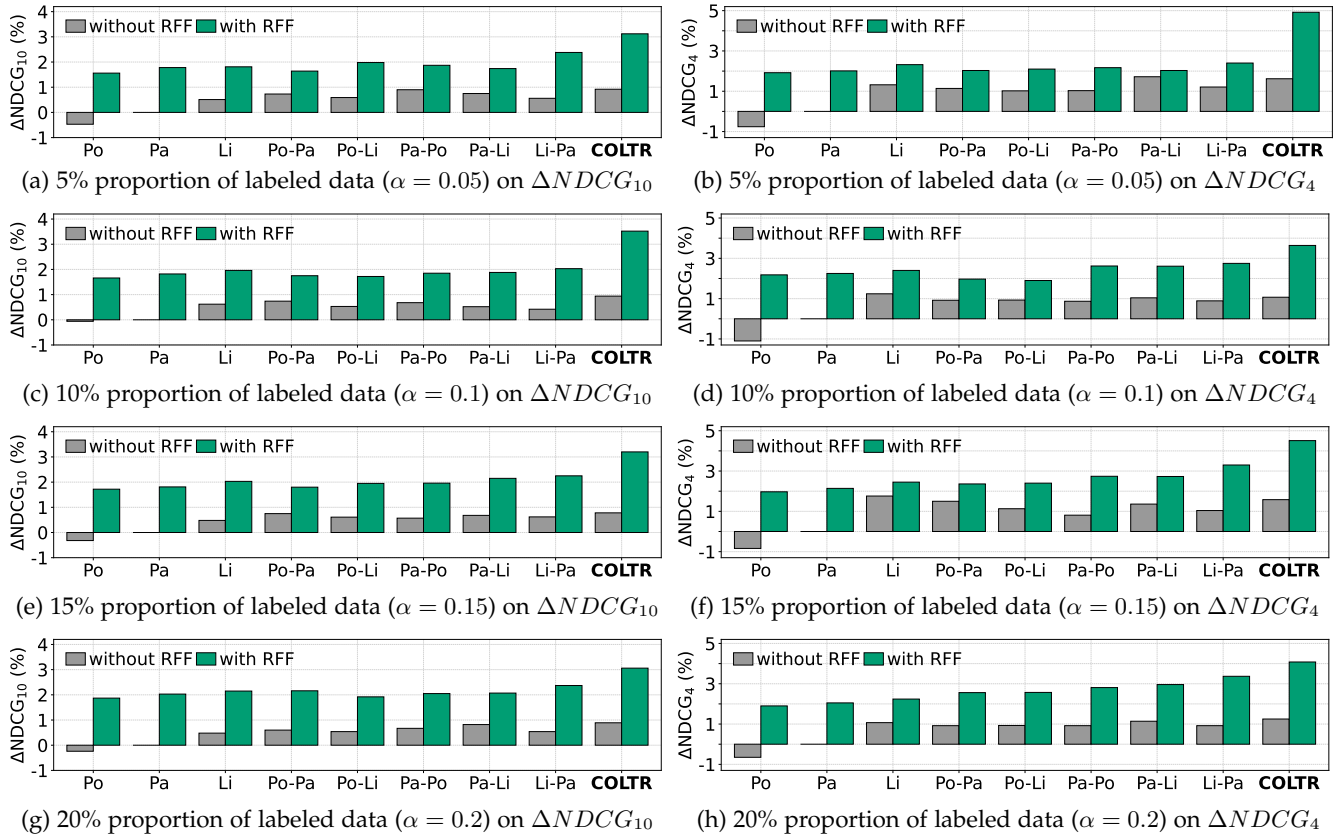 4
3
2
1
0
-1
ΔNDCG₁₀ (%)
without RFF with RFF
Po Pa Li Po-Pa Po-Li Pa-Po Pa-Li Li-Pa COLTR
(a) 5% proportion of labeled data (α = 0.05) on ΔNDCG₁₀
5
3
1
-1
ΔNDCG₄ (%)
without RFF with RFF
Po Pa Li Po-Pa Po-Li Pa-Po Pa-Li Li-Pa COLTR
(b) 5% proportion of labeled data (α = 0.05) on ΔNDCG₄
4
3
2
1
0
-1
ΔNDCG₁₀ (%)
without RFF with RFF
Po Pa Li Po-Pa Po-Li Pa-Po Pa-Li Li-Pa COLTR
(c) 10% proportion of labeled data (α = 0.1) on ΔNDCG₁₀
5
3
1
-1
ΔNDCG₄ (%)
without RFF with RFF
Po Pa Li Po-Pa Po-Li Pa-Po Pa-Li Li-Pa COLTR
(d) 10% proportion of labeled data (α = 0.1) on ΔNDCG₄
4
3
2
1
0
-1
ΔNDCG₁₀ (%)
without RFF with RFF
Po Pa Li Po-Pa Po-Li Pa-Po Pa-Li Li-Pa COLTR
(e) 15% proportion of labeled data (α = 0.15) on ΔNDCG₁₀
5
3
1
-1
ΔNDCG₄ (%)
without RFF with RFF
Po Pa Li Po-Pa Po-Li Pa-Po Pa-Li Li-Pa COLTR
(f) 15% proportion of labeled data (α = 0.15) on ΔNDCG₄
4
3
2
1
0
-1
ΔNDCG₁₀ (%)
without RFF with RFF
Po Pa Li Po-Pa Po-Li Pa-Po Pa-Li Li-Pa COLTR
(g) 20% proportion of labeled data (α = 0.2) on ΔNDCG₁₀
5
3
1
-1
ΔNDCG₄ (%)
without RFF with RFF
Po Pa Li Po-Pa Po-Li Pa-Po Pa-Li Li-Pa COLTR
(h) 20% proportion of labeled data (α = 0.2) on ΔNDCG₄